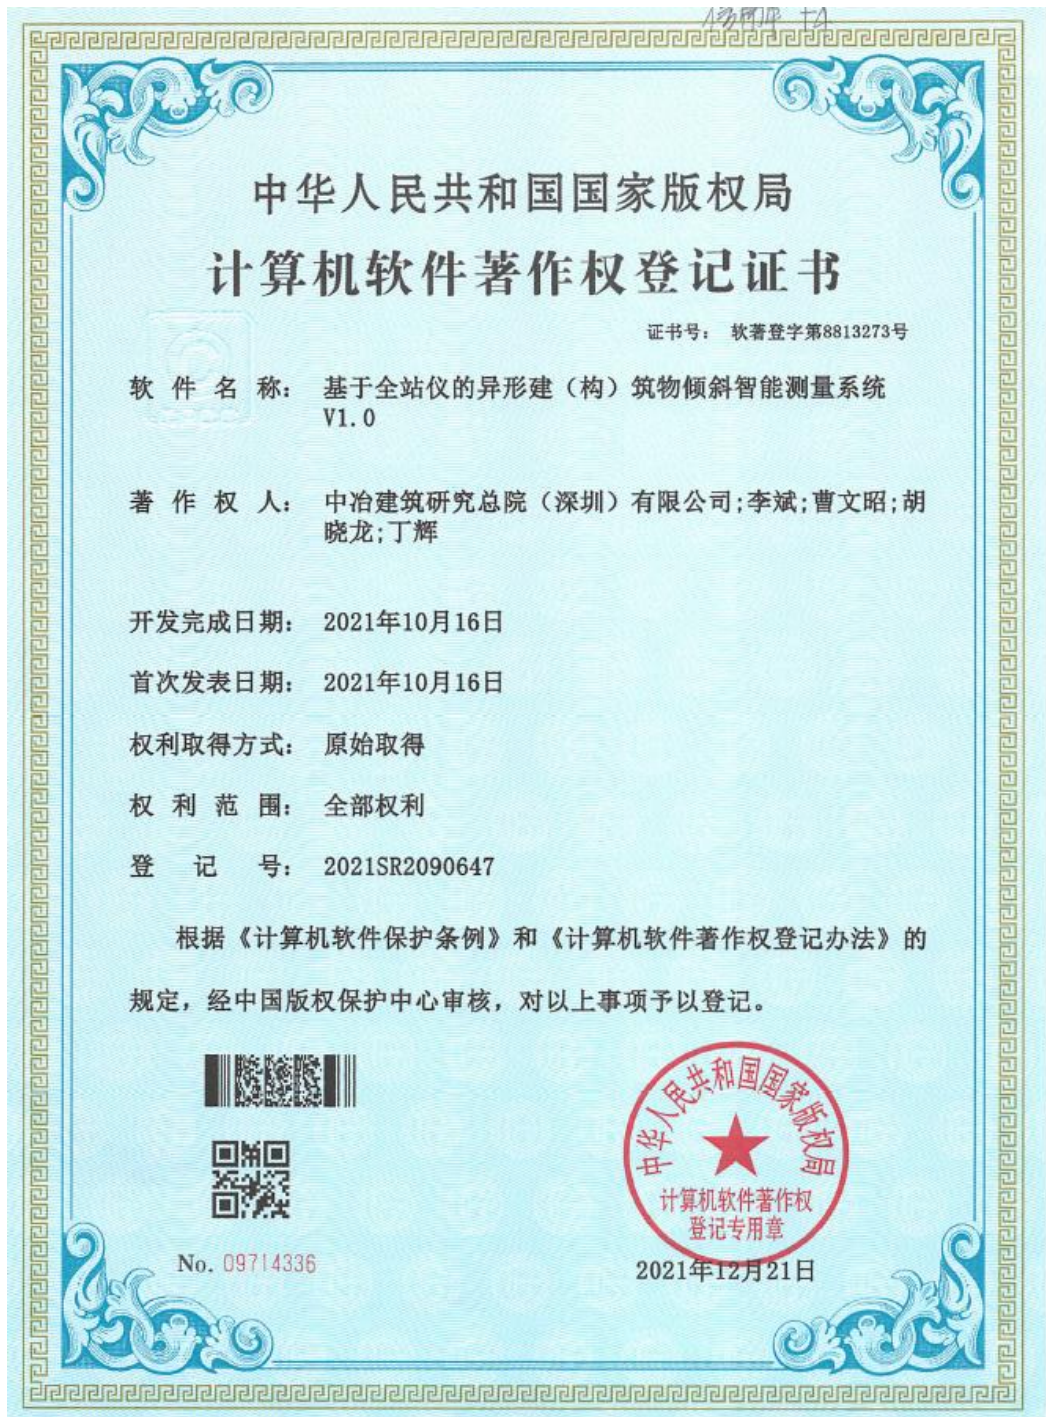 中华人民共和国国家版权局
计算机软件著作权登记证书
证书号： 软著登字第8813273号
软件名称： 基于全站仪的异形建（构）筑物倾斜智能测量系统
V1.0
著作权人： 中冶建筑研究总院（深圳）有限公司;李斌;曹文昭;胡
晓龙;丁辉
开发完成日期： 2021年10月16日
首次发表日期： 2021年10月16日
权利取得方式： 原始取得
权利范围： 全部权利
登记号： 2021SR2090647
根据《计算机软件保护条例》和《计算机软件著作权登记办法》的
规定，经中国版权保护中心审核，对以上事项予以登记。
中华人民共和国国家版权局
计算机软件著作权
登记专用章
No. 09714336
2021年12月21日